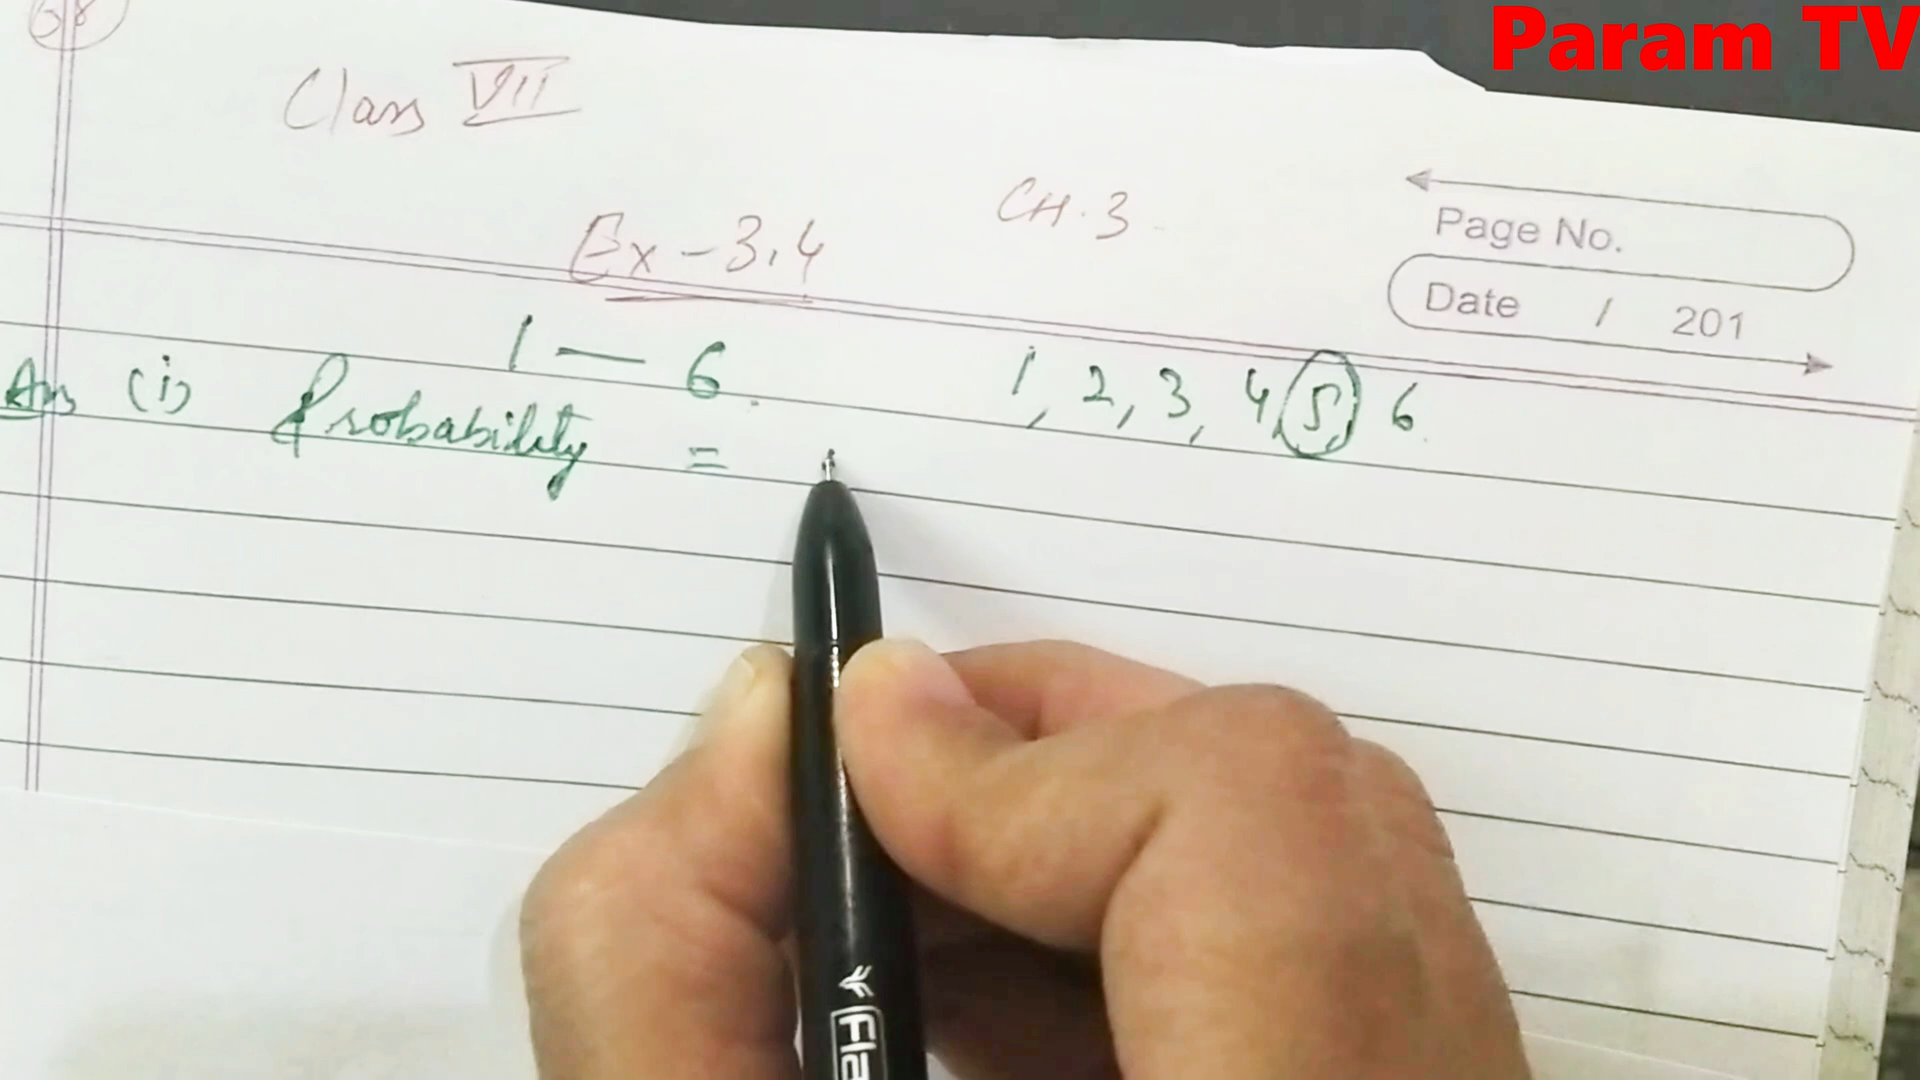 Param TV
Class VII
CH.3
Ex-3.4
Page No.
Date / 201
1 — 6.
1, 2, 3, 4, 5, 6.
Ans (i) Probability =
Fla